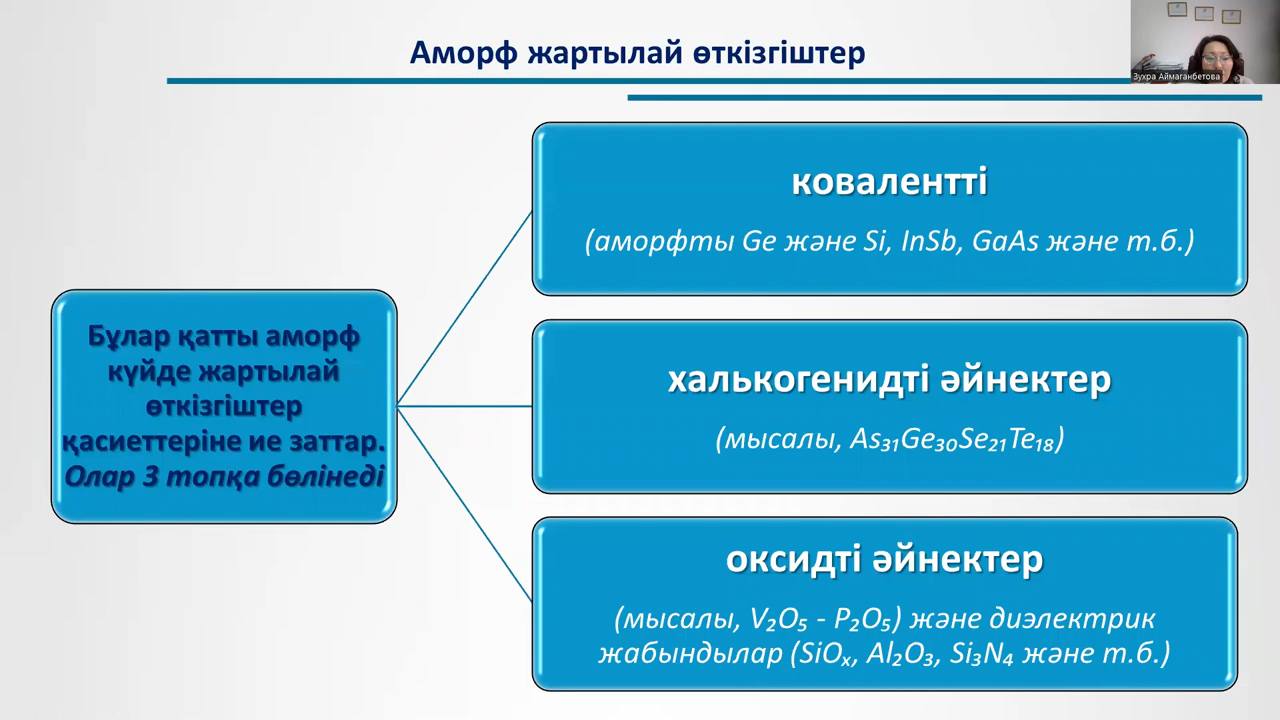 Аморф жартылай өткізгіштер
Зухра Аймаганбетова
Бұлар қатты аморф
күйде жартылай
өткізгіштер
қасиеттеріне ие заттар.
Олар 3 топқа бөлінеді
ковалентті
(аморфты Ge және Si, InSb, GaAs және т.б.)
халькогенидті әйнектер
(мысалы, As₃₁Ge₃₀Se₂₁Te₁₈)
оксидті әйнектер
(мысалы, V₂O₅ - P₂O₅) және диэлектрик
жабындылар (SiOₓ, Al₂O₃, Si₃N₄ және т.б.)